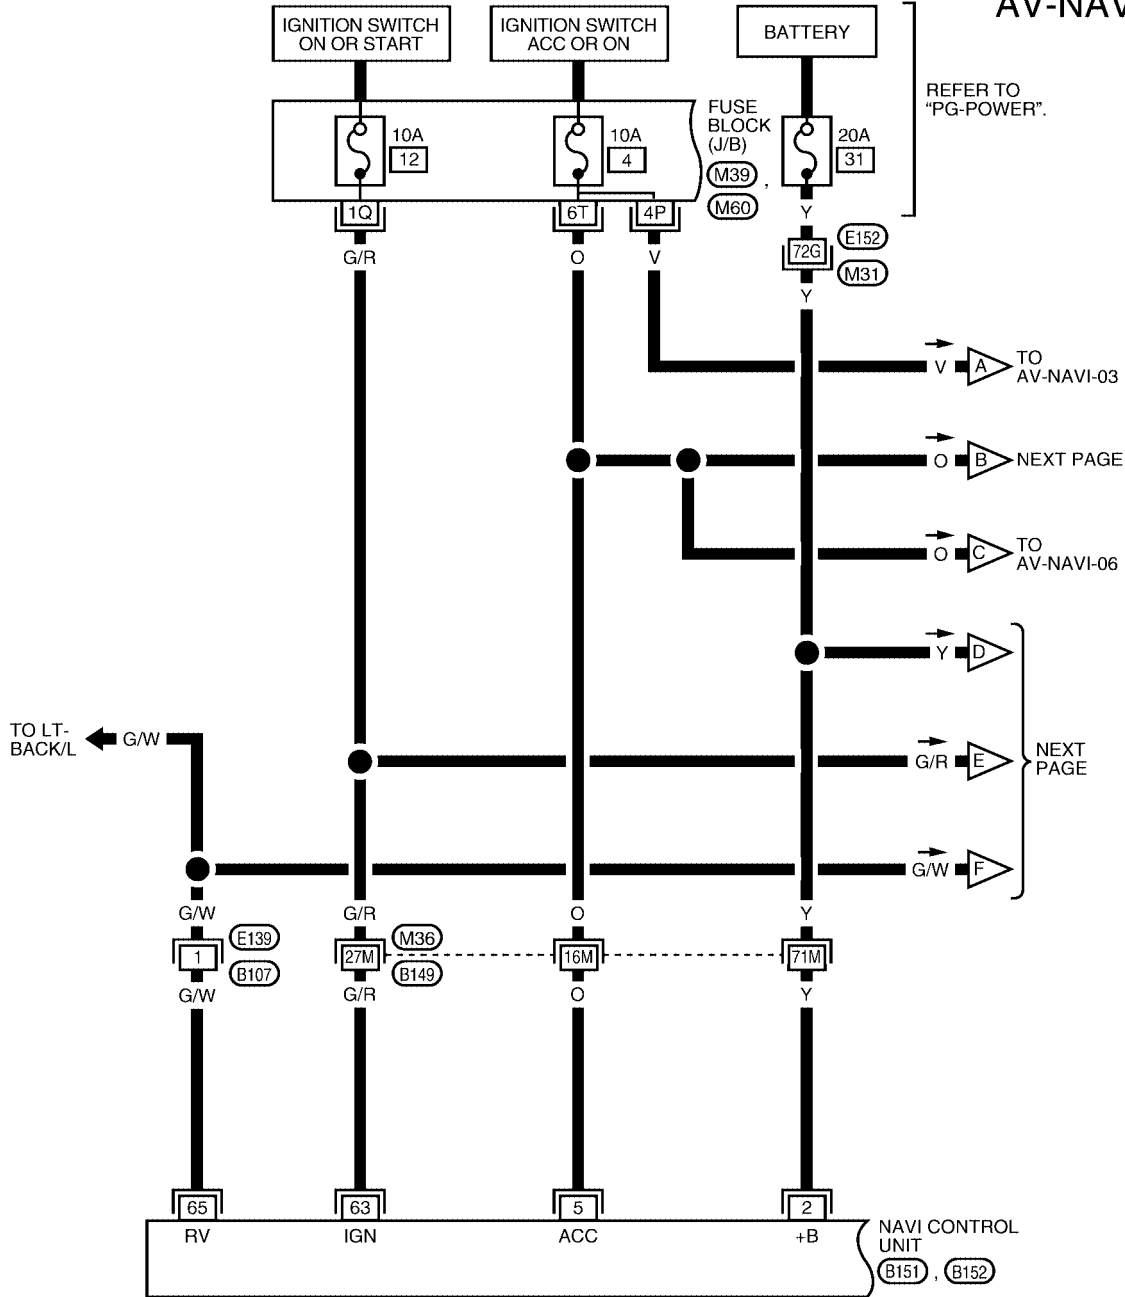 AV-NAV
IGNITION SWITCH
ON OR START
IGNITION SWITCH
ACC OR ON
BATTERY
REFER TO
“PG-POWER”.
FUSE
BLOCK
(J/B)
M39 ,
M60
10A
12
10A
4
20A
31
1Q
6T
4P
Y
G/R
O
V
72G
E152
M31
Y
V
A
TO
AV-NAVI-03
O
B
NEXT PAGE
O
C
TO
AV-NAVI-06
Y
D
TO LT-
BACK/L
G/W
G/R
E
NEXT
PAGE
G/W
F
G/W
G/R
O
Y
1
E139
B107
27M
M36
B149
16M
71M
G/W
G/R
O
Y
65
63
5
2
RV
IGN
ACC
+B
NAVI CONTROL
UNIT
B151 , B152